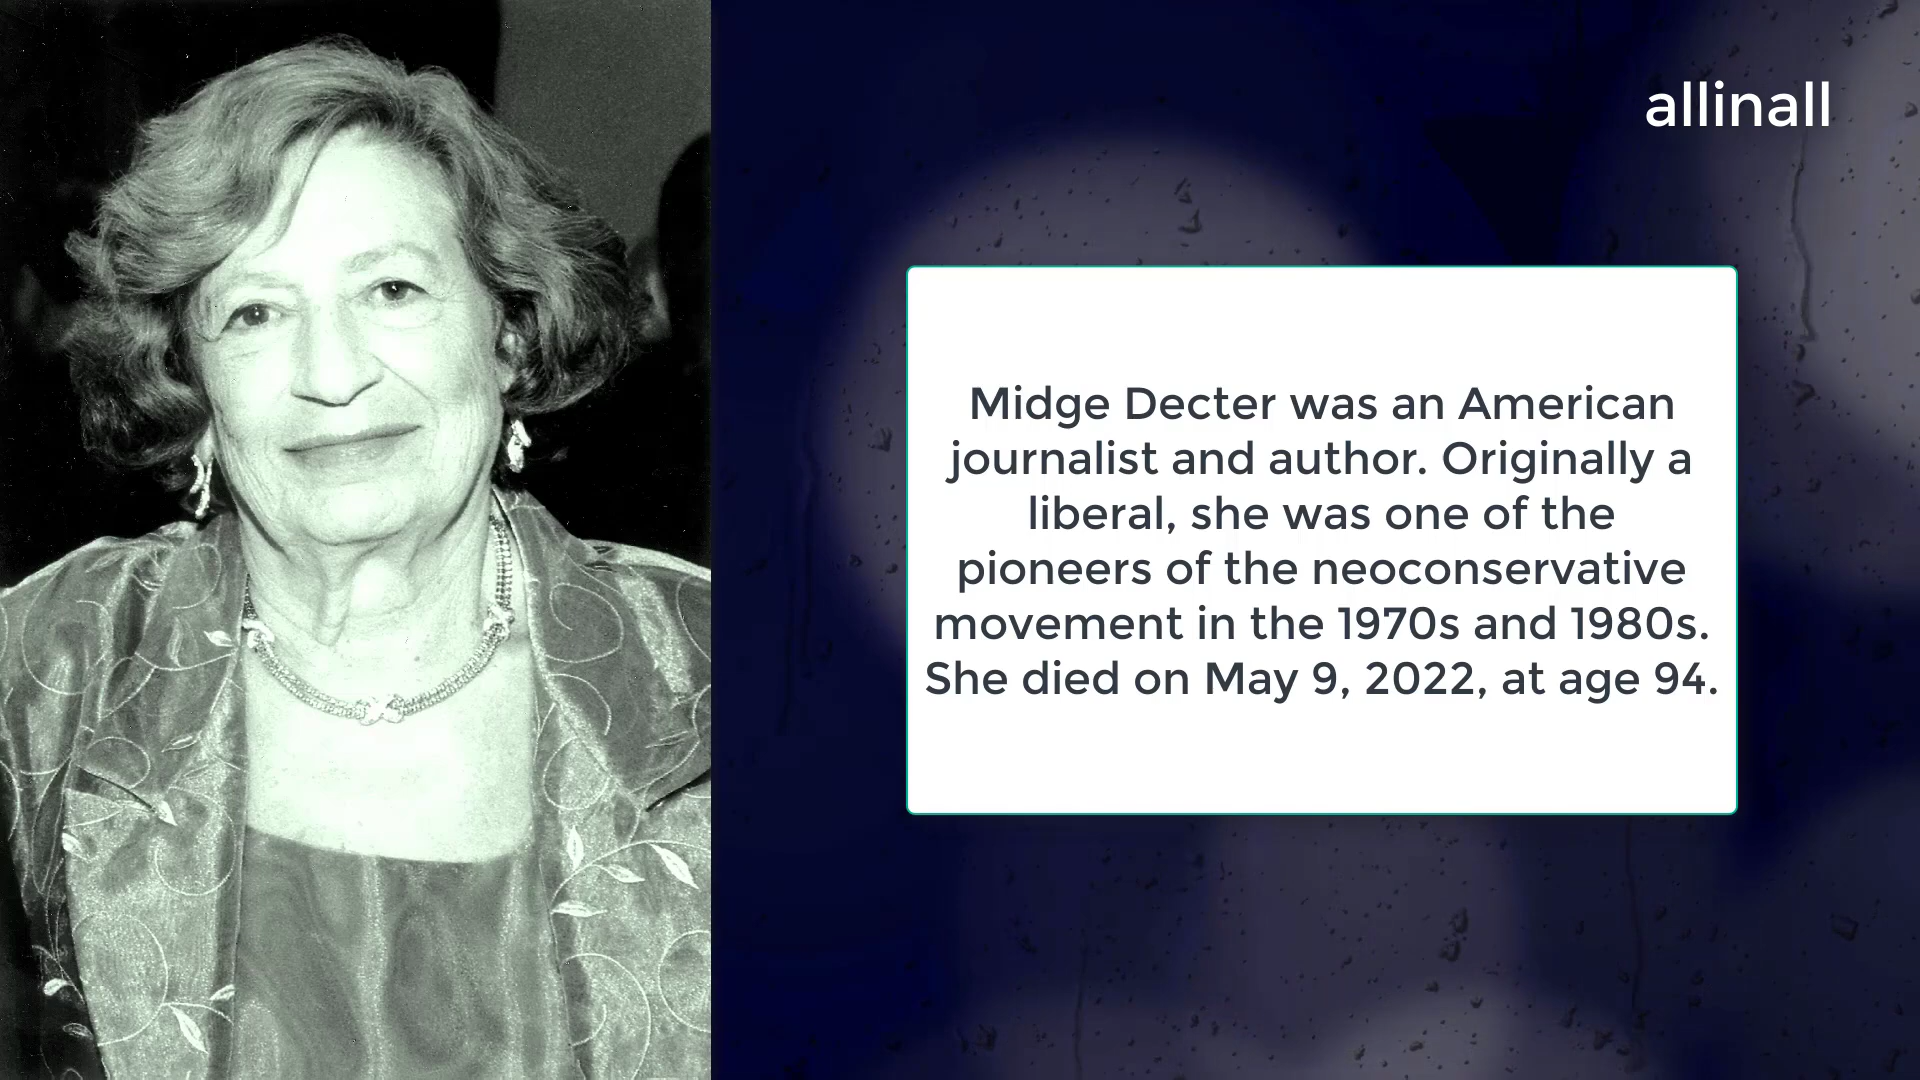 allinall
Midge Decter was an American
journalist and author. Originally a
liberal, she was one of the
pioneers of the neoconservative
movement in the 1970s and 1980s.
She died on May 9, 2022, at age 94.